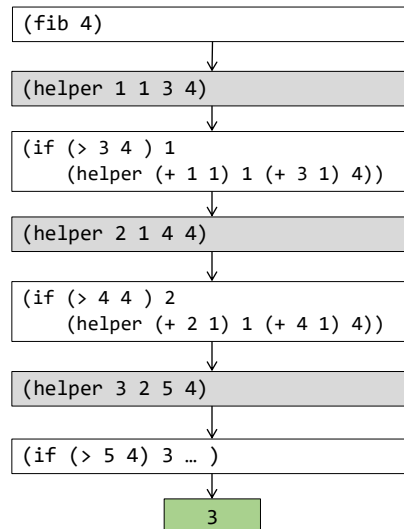 (fib 4)
(helper 1 1 3 4)
(if (> 3 4 ) 1
(helper (+ 1 1) 1 (+ 3 1) 4))
(helper 2 1 4 4)
(if (> 4 4 ) 2
(helper (+ 2 1) 1 (+ 4 1) 4))
(helper 3 2 5 4)
(if (> 5 4) 3 … )
3